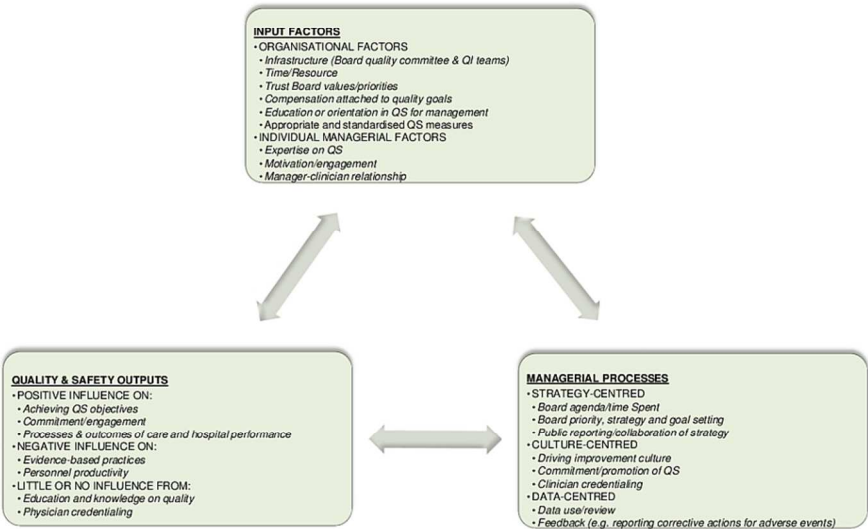 INPUT FACTORS
• ORGANISATIONAL FACTORS
• Infrastructure (Board quality committee & QI teams)
• Time/Resource
• Trust Board values/priorities
• Compensation attached to quality goals
• Education or orientation in QS for management
• Appropriate and standardised QS measures
• INDIVIDUAL MANAGERIAL FACTORS
• Expertise on QS
• Motivation/engagement
• Manager-clinician relationship
QUALITY & SAFETY OUTPUTS
• POSITIVE INFLUENCE ON:
• Achieving QS objectives
• Commitment/engagement
• Processes & outcomes of care and hospital performance
• NEGATIVE INFLUENCE ON:
• Evidence-based practices
• Personnel productivity
• LITTLE OR NO INFLUENCE FROM:
• Education and knowledge on quality
• Physician credentialing
MANAGERIAL PROCESSES
• STRATEGY-CENTRED
• Board agenda/time Spent
• Board priority, strategy and goal setting
• Public reporting/collaboration of strategy
• CULTURE-CENTRED
• Driving improvement culture
• Commitment/promotion of QS
• Clinician credentialing
• DATA-CENTRED
• Data use/review
• Feedback (e.g. reporting corrective actions for adverse events)